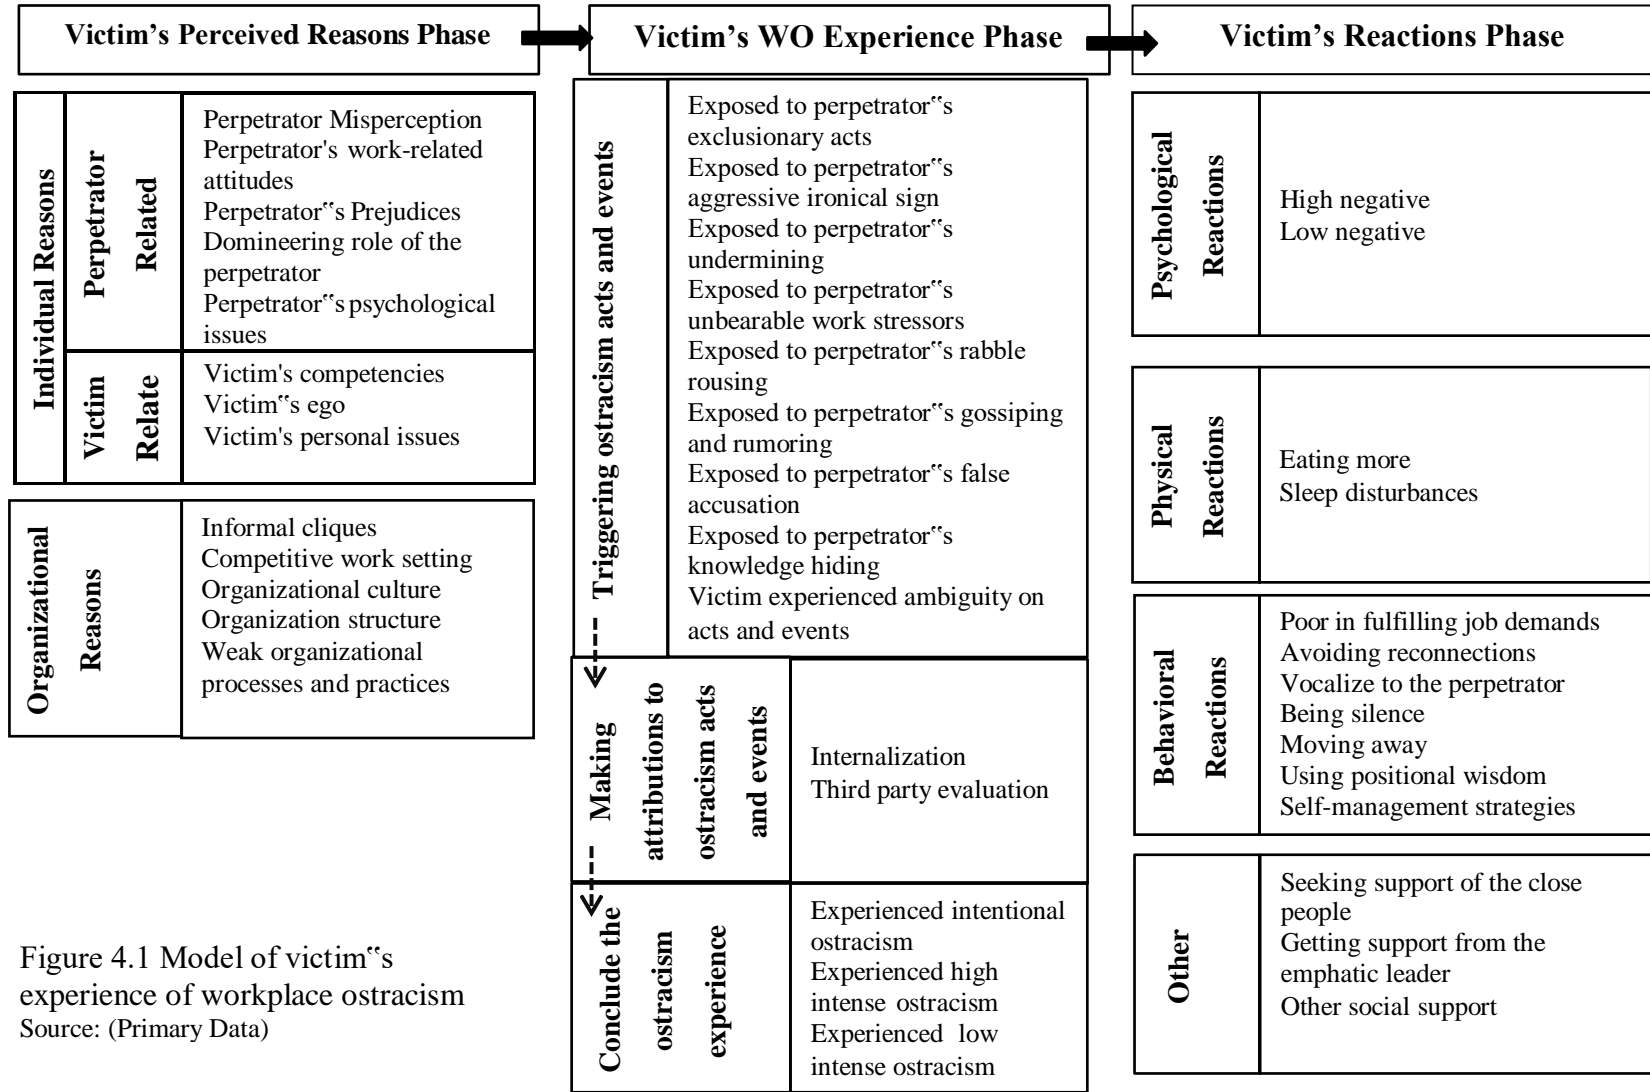 Victim's Perceived Reasons Phase
Victim's WO Experience Phase
Victim's Reactions Phase
Individual Reasons
Perpetrator
Related
Perpetrator Misperception
Perpetrator's work-related
attitudes
Perpetrator‟s Prejudices
Domineering role of the
perpetrator
Perpetrator‟s psychological
issues
Victim
Relate
Victim's competencies
Victim‟s ego
Victim's personal issues
Organizational
Reasons
Informal cliques
Competitive work setting
Organizational culture
Organization structure
Weak organizational
processes and practices
Triggering ostracism acts and events
Exposed to perpetrator‟s
exclusionary acts
Exposed to perpetrator‟s
aggressive ironical sign
Exposed to perpetrator‟s
undermining
Exposed to perpetrator‟s
unbearable work stressors
Exposed to perpetrator‟s rabble
rousing
Exposed to perpetrator‟s gossiping
and rumoring
Exposed to perpetrator‟s false
accusation
Exposed to perpetrator‟s
knowledge hiding
Victim experienced ambiguity on
acts and events
Making
attributions to
ostracism acts
and events
Internalization
Third party evaluation
Conclude the
ostracism
experience
Experienced intentional
ostracism
Experienced high
intense ostracism
Experienced low
intense ostracism
Psychological
Reactions
High negative
Low negative
Physical
Reactions
Eating more
Sleep disturbances
Behavioral
Reactions
Poor in fulfilling job demands
Avoiding reconnections
Vocalize to the perpetrator
Being silence
Moving away
Using positional wisdom
Self-management strategies
Other
Seeking support of the close
people
Getting support from the
emphatic leader
Other social support
Figure 4.1 Model of victim‟s
experience of workplace ostracism
Source: (Primary Data)